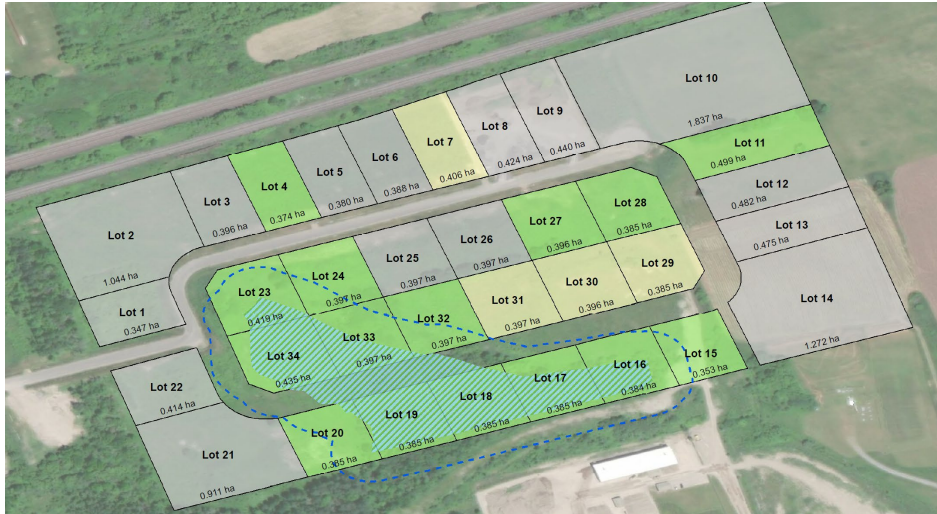 Lot 10
1.837 ha
Lot 9
0.440 ha
Lot 8
0.424 ha
Lot 7
0.406 ha
Lot 6
0.388 ha
Lot 5
0.380 ha
Lot 4
0.374 ha
Lot 3
0.396 ha
Lot 2
1.044 ha
Lot 1
0.347 ha
Lot 11
0.499 ha
Lot 12
0.482 ha
Lot 13
0.475 ha
Lot 14
1.272 ha
Lot 28
0.385 ha
Lot 27
0.396 ha
Lot 26
0.397 ha
Lot 25
0.397 ha
Lot 24
0.397 ha
Lot 23
0.419 ha
Lot 29
0.385 ha
Lot 30
0.396 ha
Lot 31
0.397 ha
Lot 32
0.397 ha
Lot 33
0.397 ha
Lot 34
0.435 ha
Lot 15
0.353 ha
Lot 16
0.384 ha
Lot 17
0.385 ha
Lot 18
0.385 ha
Lot 19
0.385 ha
Lot 20
0.385 ha
Lot 22
0.414 ha
Lot 21
0.911 ha